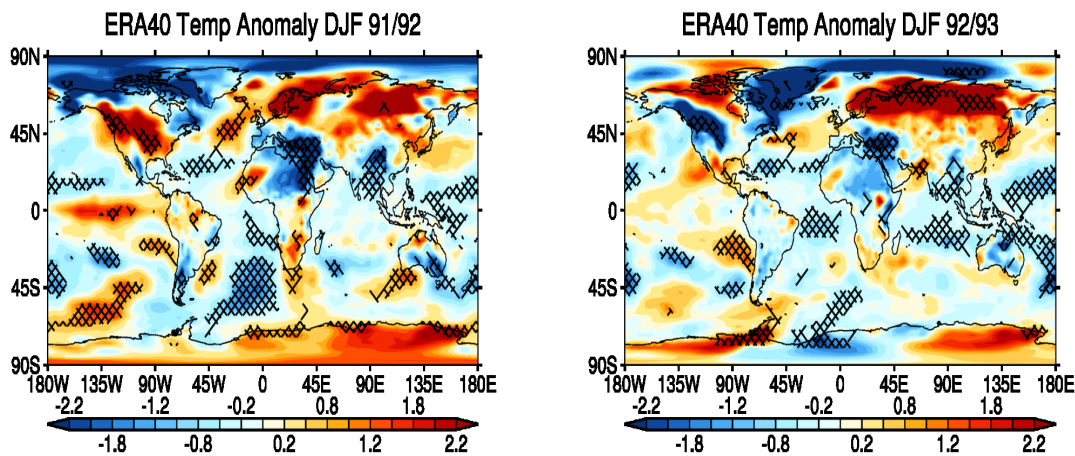 ERA40 Temp Anomaly DJF 91/92
90N
45N
0
45S
90S
180W 135W 90W 45W 0 45E 90E 135E 180E
-2.2 -1.2 -0.2 0.8 1.8
-1.8 -0.8 0.2 1.2 2.2
ERA40 Temp Anomaly DJF 92/93
90N
45N
0
45S
90S
180W 135W 90W 45W 0 45E 90E 135E 180E
-2.2 -1.2 -0.2 0.8 1.8
-1.8 -0.8 0.2 1.2 2.2